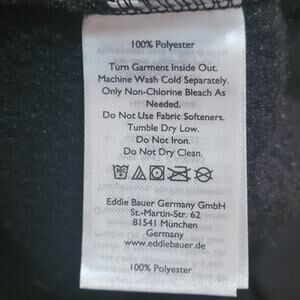 100% Polyester
Turn Garment Inside Out.
Machine Wash Cold Separately.
Only Non-Chlorine Bleach As
Needed.
Do Not Use Fabric Softeners.
Tumble Dry Low.
Do Not Iron.
Do Not Dry Clean.
Eddie Bauer Germany GmbH
St.-Martin-Str. 62
81541 München
Germany
www.eddiebauer.de
100% Polyester